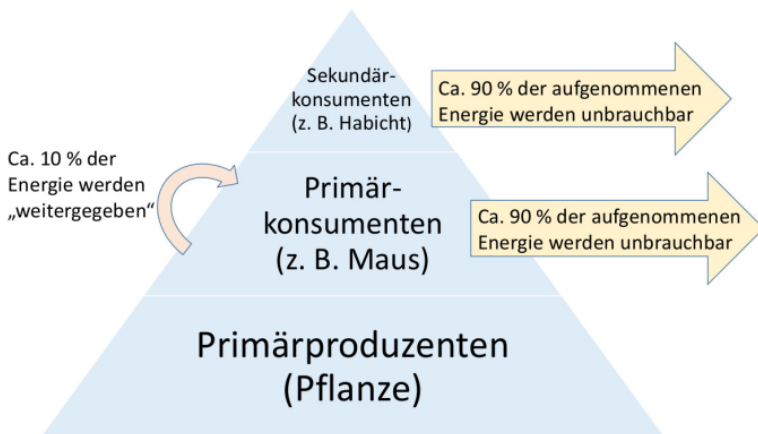 Sekundär-
konsumenten
(z. B. Habicht)
Ca. 90 % der aufgenommenen
Energie werden unbrauchbar
Ca. 10 % der
Energie werden
„weitergegeben“
Primär-
konsumenten
(z. B. Maus)
Ca. 90 % der aufgenommenen
Energie werden unbrauchbar
Primärproduzenten
(Pflanze)